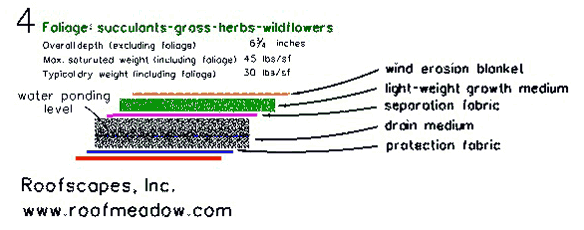 4 Foliage: succulants-grass-herbs-wildflowers
Overall depth (excluding foliage) 6¾ inches
Max. saturated weight (including foliage) 45 lbs/sf
Typical dry weight (including foliage) 30 lbs/sf
wind erosion blanket
light-weight growth medium
water ponding level
separation fabric
drain medium
protection fabric
Roofscapes, Inc.
www.roofmeadow.com